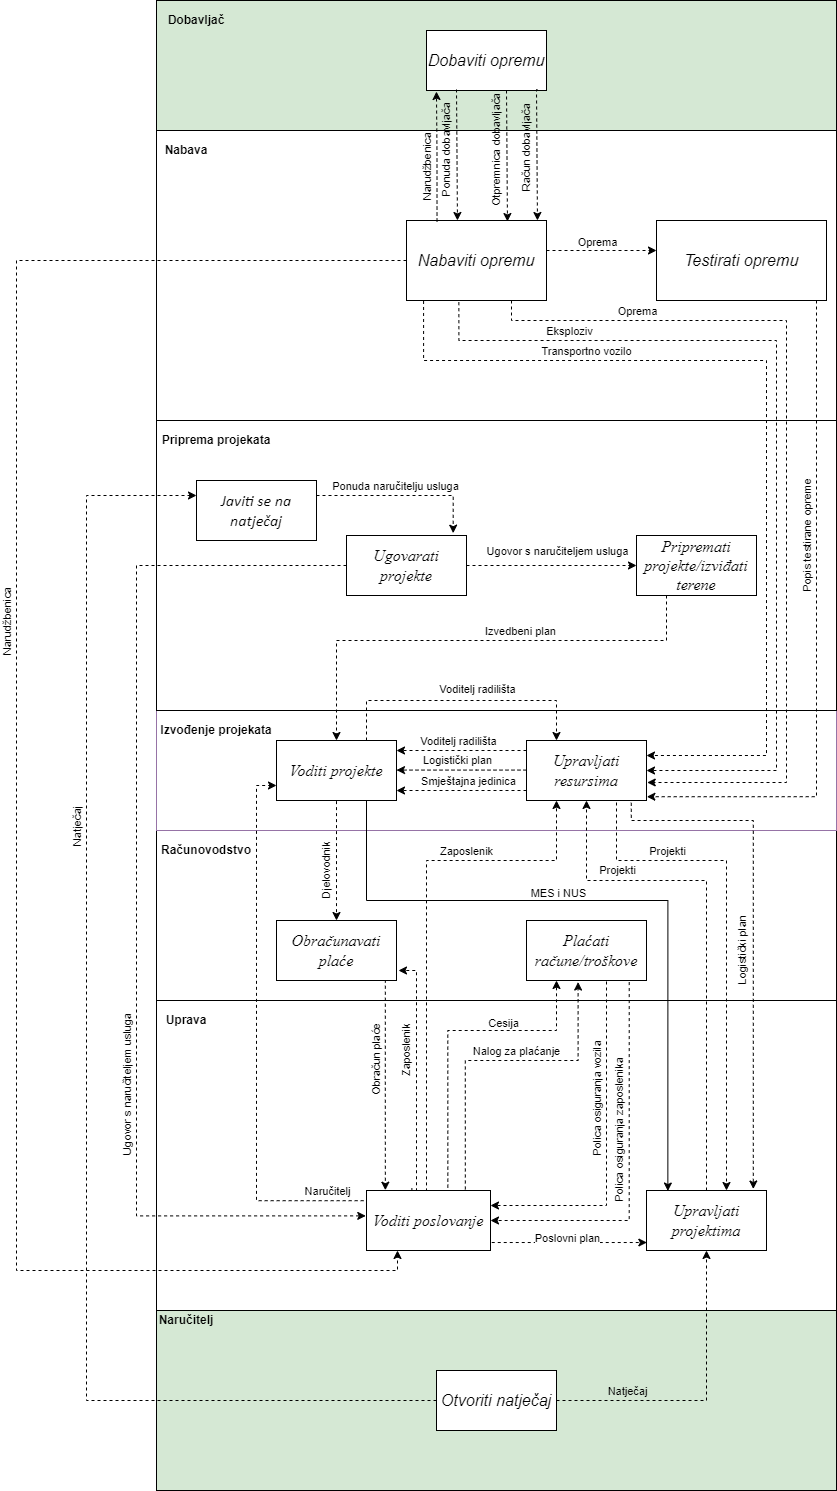 Dobavljač
Dobaviti opremu
Narudžbenica
Ponuda dobavljača
Otpremnica dobavljača
Račun dobavljača
Nabava
Nabaviti opremu
Oprema
Testirati opremu
Oprema
Eksploziv
Transportno vozilo
Priprema projekata
Javiti se na
natječaj
Ponuda naručitelju usluga
Ugovarati
projekte
Ugovor s naručiteljem usluga
Pripremati
projekte/izviđati
terene
Popis testirane opreme
Narudžbenica
Izvedbeni plan
Voditelj radilišta
Izvođenje projekata
Voditi projekte
Voditelj radilišta
Logistički plan
Smještajna jedinica
Upravljati
resursima
Natječaj
Računovodstvo
Djelovodnik
Zaposlenik
Projekti
Projekti
MES i NUS
Logistički plan
Obračunavati
plaće
Plaćati
račune/troškove
Uprava
Ugovor s naručiteljem usluga
Obračun plaće
Zaposlenik
Cesija
Nalog za plaćanje
Polica osiguranja vozila
Polica osiguranja zaposlenika
Naručitelj
Voditi poslovanje
Poslovni plan
Upravljati
projektima
Naručitelj
Otvoriti natječaj
Natječaj